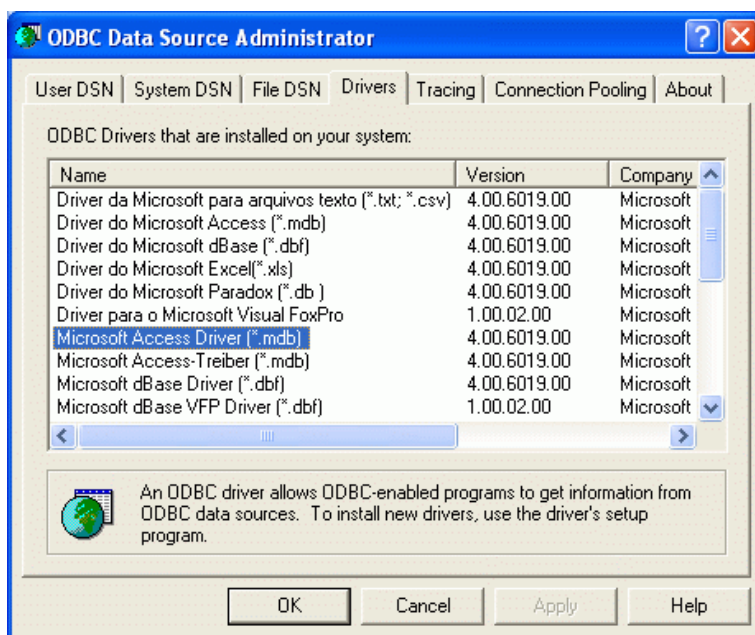 ODBC Data Source Administrator
User DSN System DSN File DSN Drivers Tracing Connection Pooling About
ODBC Drivers that are installed on your system:
Name Version Company
Driver da Microsoft para arquivos texto (*.txt; *.csv) 4.00.6019.00 Microsoft
Driver do Microsoft Access (*.mdb) 4.00.6019.00 Microsoft
Driver do Microsoft dBase (*.dbf) 4.00.6019.00 Microsoft
Driver do Microsoft Excel(*.xls) 4.00.6019.00 Microsoft
Driver do Microsoft Paradox (*.db ) 4.00.6019.00 Microsoft
Driver para o Microsoft Visual FoxPro 1.00.02.00 Microsoft
Microsoft Access Driver (*.mdb) 4.00.6019.00 Microsoft
Microsoft Access-Treiber (*.mdb) 4.00.6019.00 Microsoft
Microsoft dBase Driver (*.dbf) 4.00.6019.00 Microsoft
Microsoft dBase VFP Driver (*.dbf) 1.00.02.00 Microsoft
An ODBC driver allows ODBC-enabled programs to get information from
ODBC data sources. To install new drivers, use the driver's setup
program.
OK Cancel Apply Help